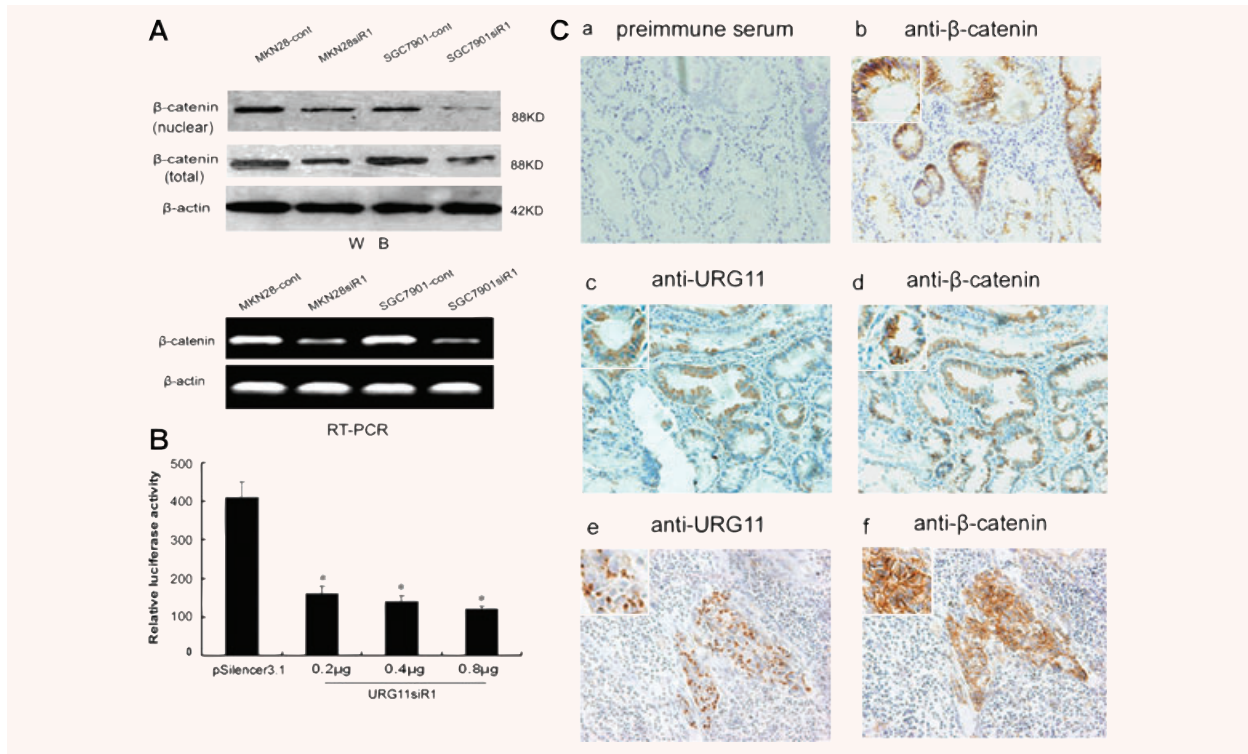 A
MKN28-cont MKN28siR1 SGC7901-cont SGC7901siR1
β-catenin
(nuclear)
88KD
β-catenin
(total)
88KD
β-actin
42KD
W B
MKN28-cont MKN28siR1 SGC7901-cont SGC7901siR1
β-catenin
β-actin
RT-PCR
B
Relative luciferase activity
500
400
300
200
100
0
* * *
pSilencer3.1 0.2μg 0.4μg 0.8μg
URG11siR1
C
a preimmune serum
b anti-β-catenin
c anti-URG11
d anti-β-catenin
e anti-URG11
f anti-β-catenin